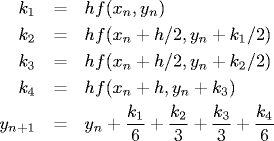 k₁ = hf(xₙ, yₙ)
k₂ = hf(xₙ + h/2, yₙ + k₁/2)
k₃ = hf(xₙ + h/2, yₙ + k₂/2)
k₄ = hf(xₙ + h, yₙ + k₃)
yₙ₊₁ = yₙ + k₁/6 + k₂/3 + k₃/3 + k₄/6